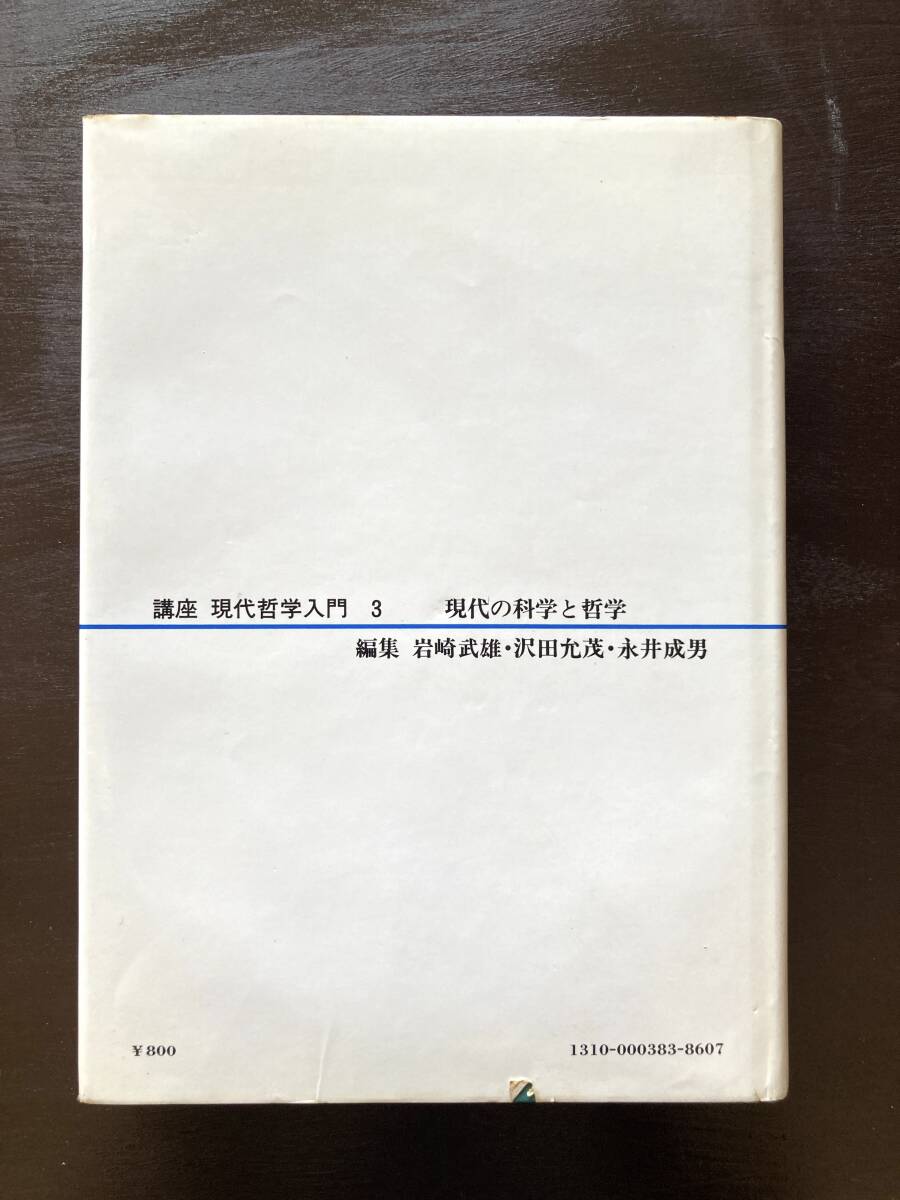 講座 現代哲学入門 3 現代の科学と哲学
編集 岩崎武雄・沢田允茂・永井成男
¥800 1310-000383-8607